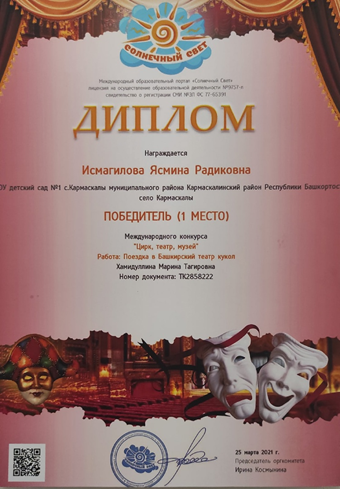 СОЛНЕЧНЫЙ СВЕТ
Международный образовательный портал «Солнечный Свет»
лицензия на осуществление образовательной деятельности №9757-л
свидетельство о регистрации СМИ №ЭЛ ФС 77-65391
ДИПЛОМ
Награждается
Исмагилова Ясмина Радиковна
ОУ детский сад №1 с.Кармаскалы муниципального района Кармаскалинский район Республики Башкортос
село Кармаскалы
ПОБЕДИТЕЛЬ (1 МЕСТО)
Международного конкурса
"Цирк, театр, музей"
Работа: Поездка в Башкирский театр кукол
Хамидуллина Марина Тагировна
Номер документа: ТК2858222
25 марта 2021 г.
Председатель оргкомитета
Ирина Космынина